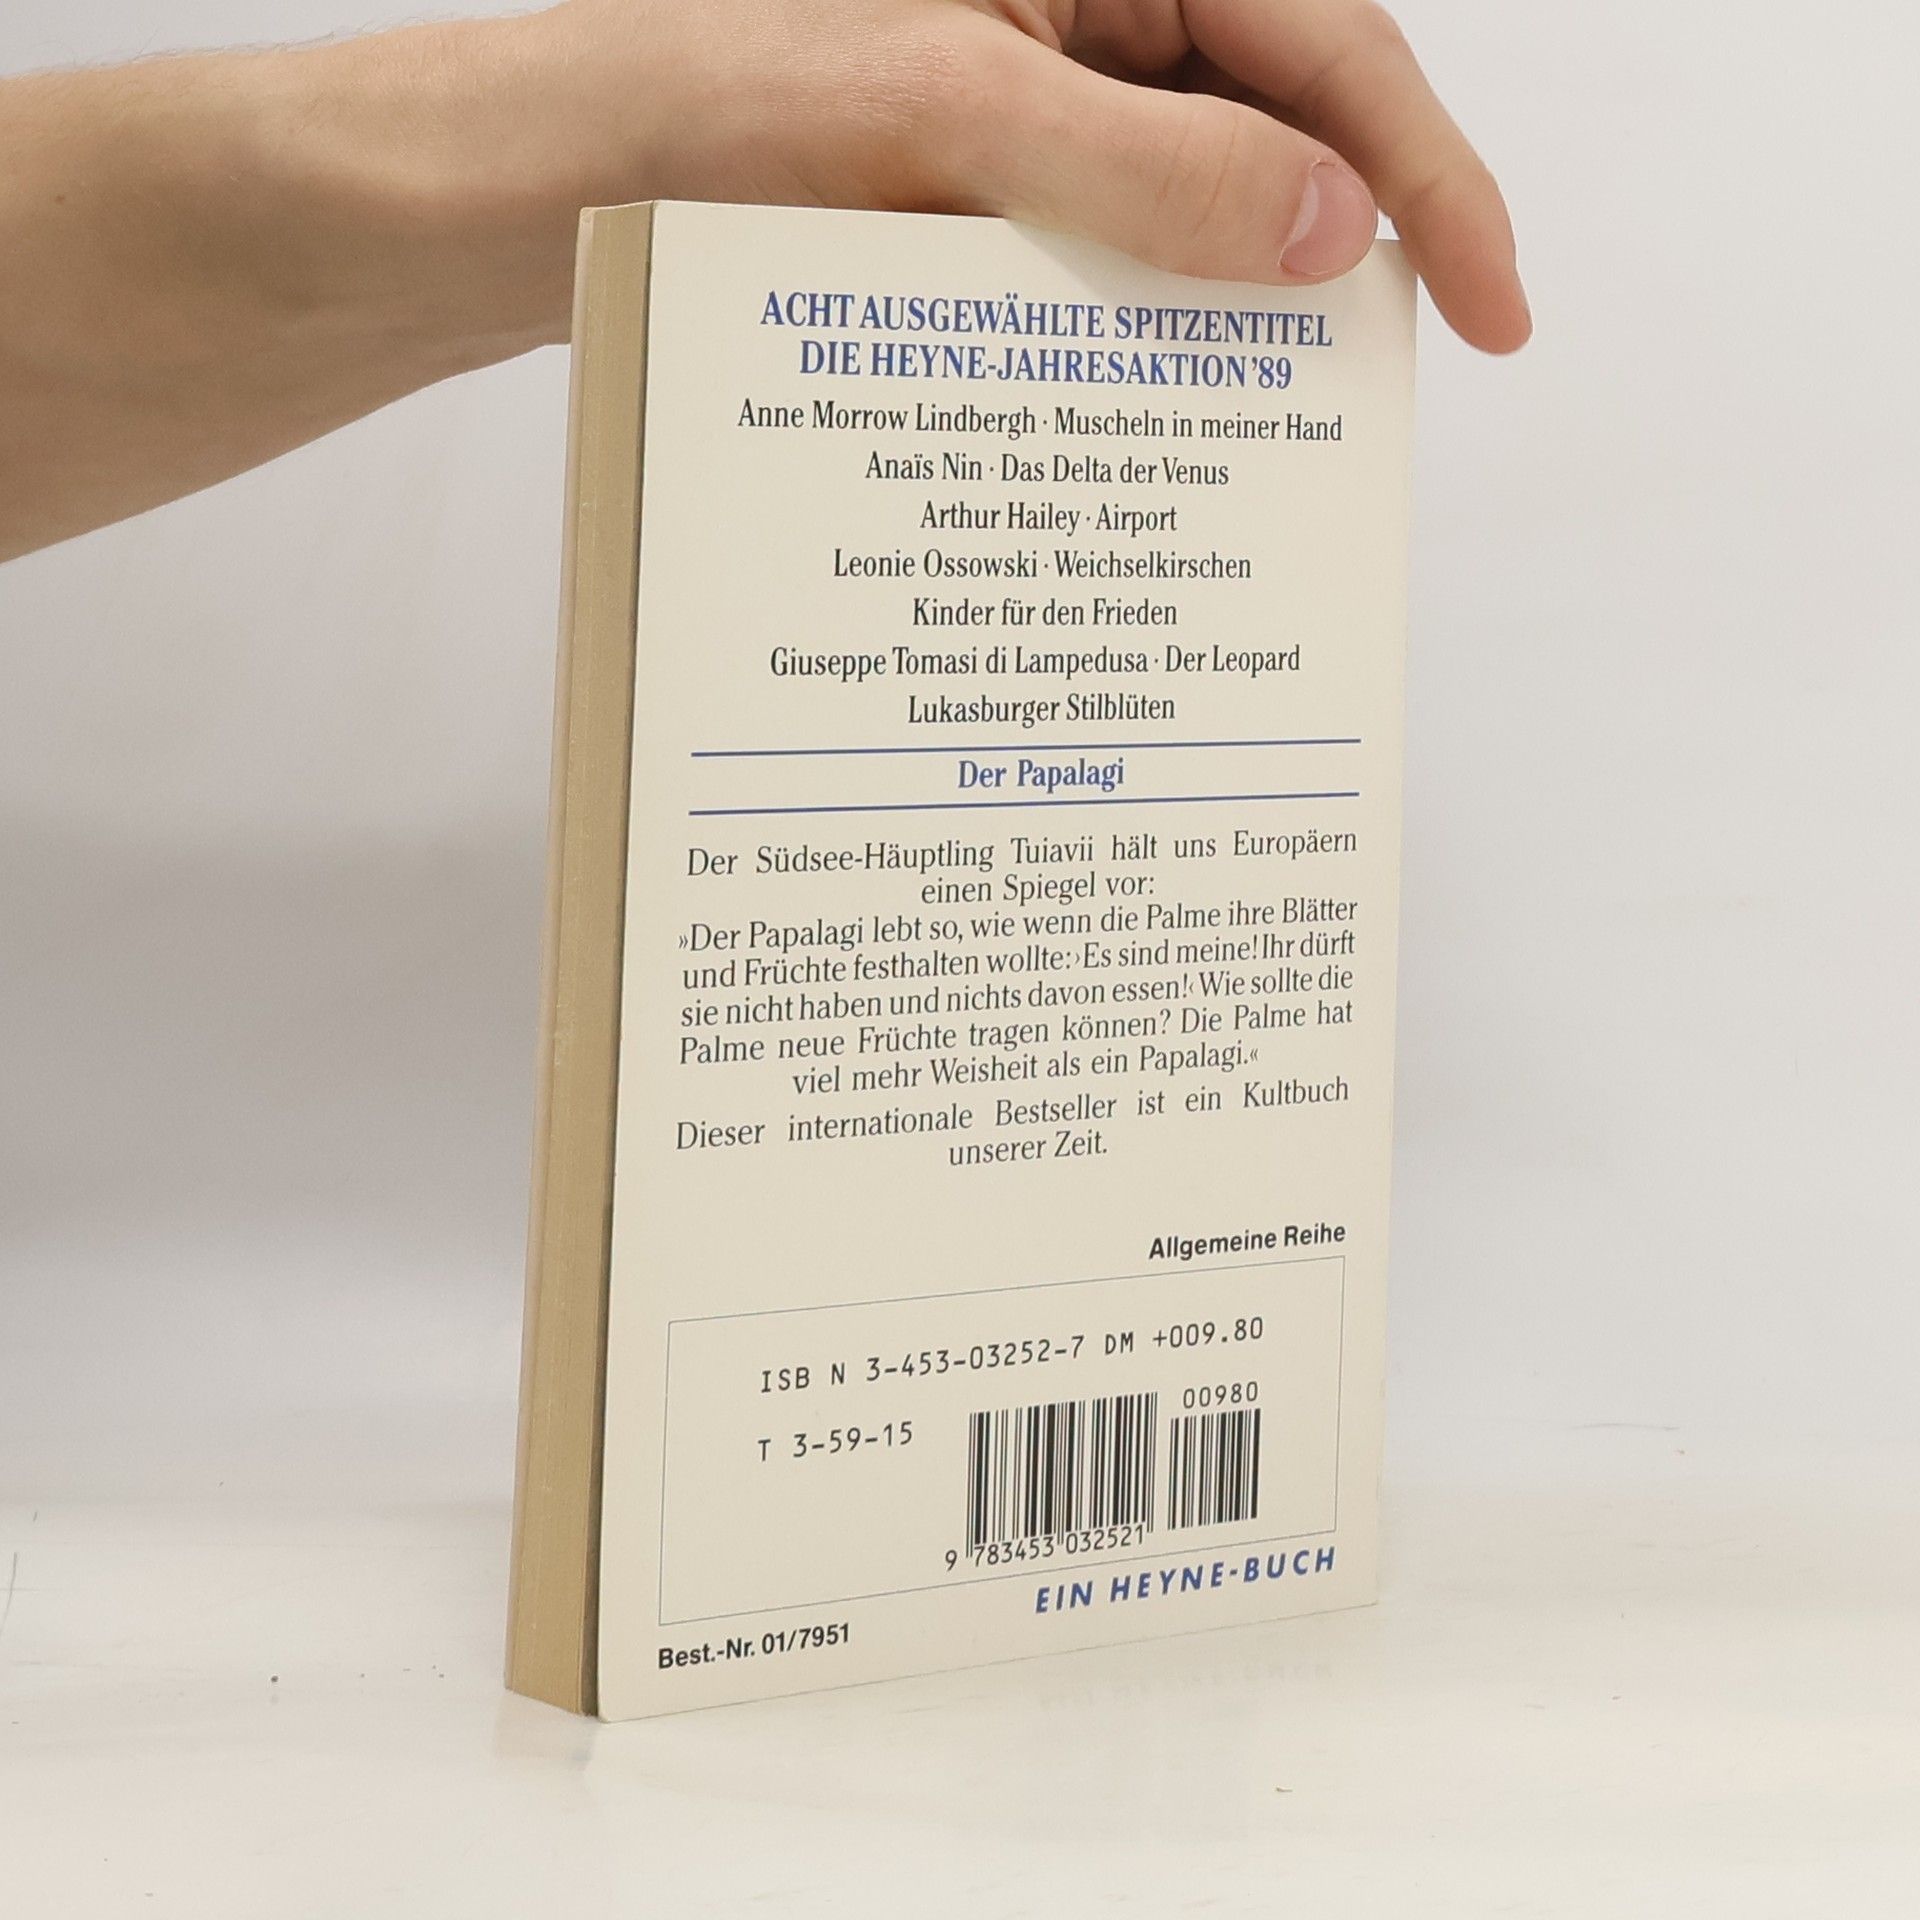 ACHT AUSGEWÄHLTE SPITZENTITEL
DIE HEYNE-JAHRESAKTION '89
Anne Morrow Lindbergh · Muscheln in meiner Hand
Anaïs Nin · Das Delta der Venus
Arthur Hailey · Airport
Leonie Ossowski · Weichselkirschen
Kinder für den Frieden
Giuseppe Tomasi di Lampedusa · Der Leopard
Lukasburger Stilblüten
Der Papalagi
Der Südsee-Häuptling Tuiavii hält uns Europäern
einen Spiegel vor:
»Der Papalagi lebt so, wie wenn die Palme ihre Blätter
und Früchte festhalten wollte: ›Es sind meine! Ihr dürft
sie nicht haben und nichts davon essen!‹ Wie sollte die
Palme neue Früchte tragen können? Die Palme hat
viel mehr Weisheit als ein Papalagi.«
Dieser internationale Bestseller ist ein Kultbuch
unserer Zeit.
Allgemeine Reihe
ISB N 3-453-03252-7 DM +009.80
00980
T 3-59-15
9 783453 032521
EIN HEYNE-BUCH
Best.-Nr. 01/7951